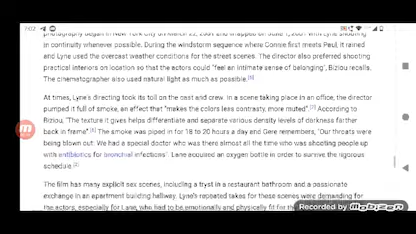 7:02
photography began in New York City on March 22, 2001 and wrapped on June 1, 2001 with Lyne shooting
in continuity whenever possible. During the windstorm sequence where Connie first meets Paul, it rained
and Lyne used the overcast weather conditions for the street scenes. The director also preferred shooting
practical interiors on location so that the actors could "feel an intimate sense of belonging", Biziou recalls.
The cinematographer also used natural light as much as possible.
At times, Lyne's directing took its toll on the cast and crew. In a scene taking place in an office, the director
pumped it full of smoke, an effect that "makes the colors less contrasty, more muted". According to
Biziou, "The texture it gives helps differentiate and separate various density levels of darkness farther
back in frame". The smoke was piped in for 18 to 20 hours a day and Gere remembers, "Our throats were
being blown out. We had a special doctor who was there almost all the time who was shooting people up
with antibiotics for bronchial infections". Lane acquired an oxygen bottle in order to survive the rigorous
schedule.
The film has many explicit sex scenes, including a tryst in a restaurant bathroom and a passionate
exchange in an apartment building hallway. Lyne's repeated takes for these scenes were demanding for
the actors, especially for Lane, who had to be emotionally and physically fit for the
Recorded by Mobizen